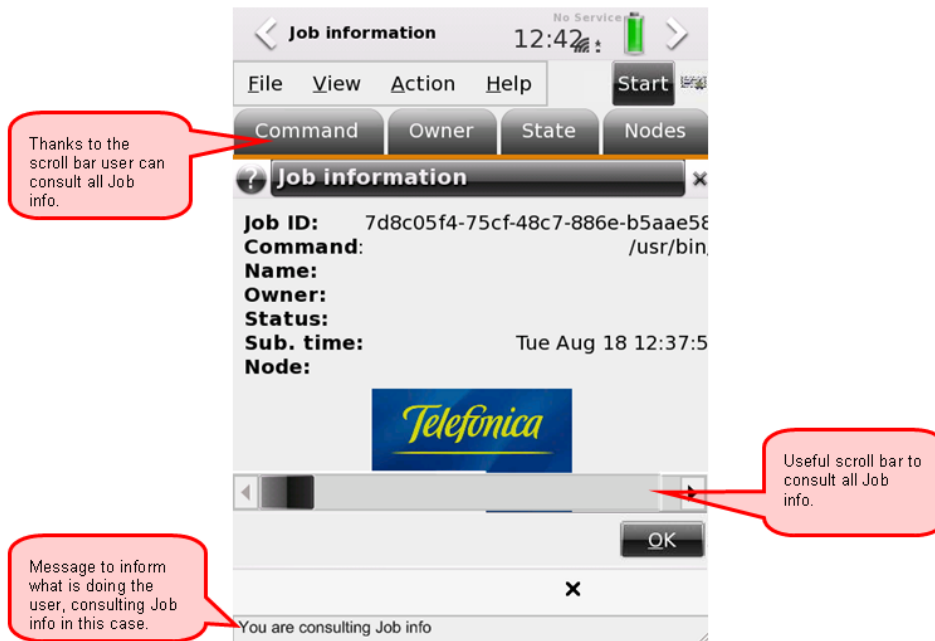 Job information
No Service
12:42
File View Action Help
Start
Command Owner State Nodes
Thanks to the
scroll bar user can
consult all Job
info.
? Job information ×
Job ID: 7d8c05f4-75cf-48c7-886e-b5aae58
Command: /usr/bin
Name:
Owner:
Status:
Sub. time: Tue Aug 18 12:37:5
Node:
Telefónica
Useful scroll bar to
consult all Job
info.
OK
Message to inform
what is doing the
user, consulting Job
info in this case.
You are consulting Job info